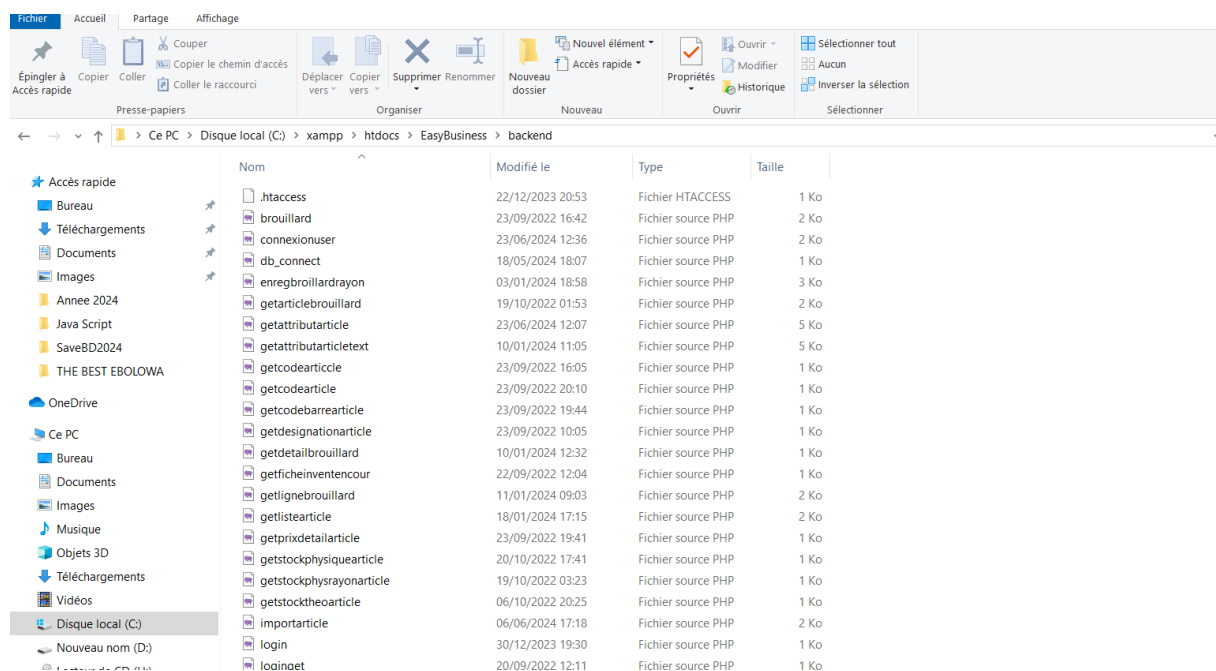 Fichier Accueil Partage Affichage
Épingler à Accès rapide
Copier
Coller
Couper
Copier le chemin d'accès
Coller le raccourci
Presse-papiers
Déplacer vers
Copier vers
Supprimer
Renommer
Organiser
Nouveau dossier
Nouvel élément
Accès rapide
Nouveau
Propriétés
Ouvrir
Modifier
Historique
Ouvrir
Sélectionner tout
Aucun
Inverser la sélection
Sélectionner
Ce PC > Disque local (C:) > xampp > htdocs > EasyBusiness > backend
Accès rapide
Bureau
Téléchargements
Documents
Images
Annee 2024
Java Script
SaveBD2024
THE BEST EBOLOWA
OneDrive
Ce PC
Bureau
Documents
Images
Musique
Objets 3D
Téléchargements
Vidéos
Disque local (C:)
Nouveau nom (D:)
Nom Modifié le Type Taille
.htaccess 22/12/2023 20:53 Fichier HTACCESS 1 Ko
brouillard 23/09/2022 16:42 Fichier source PHP 2 Ko
connexionuser 23/06/2024 12:36 Fichier source PHP 2 Ko
db_connect 18/05/2024 18:07 Fichier source PHP 1 Ko
enregbroillardrayon 03/01/2024 18:58 Fichier source PHP 3 Ko
getarticlebrouillard 19/10/2022 01:53 Fichier source PHP 2 Ko
getattributarticle 23/06/2024 12:07 Fichier source PHP 5 Ko
getattributarticletext 10/01/2024 11:05 Fichier source PHP 5 Ko
getcodearticcle 23/09/2022 16:05 Fichier source PHP 1 Ko
getcodearticle 23/09/2022 20:10 Fichier source PHP 1 Ko
getcodebarrearticle 23/09/2022 19:44 Fichier source PHP 1 Ko
getdesignationarticle 23/09/2022 10:05 Fichier source PHP 1 Ko
getdetailbrouillard 10/01/2024 12:32 Fichier source PHP 1 Ko
getficheinventencour 22/09/2022 12:04 Fichier source PHP 1 Ko
getlignebrouillard 11/01/2024 09:03 Fichier source PHP 2 Ko
getlistearticle 18/01/2024 17:15 Fichier source PHP 2 Ko
getprixdetailarticle 23/09/2022 19:41 Fichier source PHP 1 Ko
getstockphysiquearticle 20/10/2022 17:41 Fichier source PHP 1 Ko
getstockphysrayonarticle 19/10/2022 03:23 Fichier source PHP 1 Ko
getstocktheoarticle 06/10/2022 20:25 Fichier source PHP 1 Ko
importarticle 06/06/2024 17:18 Fichier source PHP 2 Ko
login 30/12/2023 19:30 Fichier source PHP 1 Ko
loginget 20/09/2022 12:11 Fichier source PHP 1 Ko